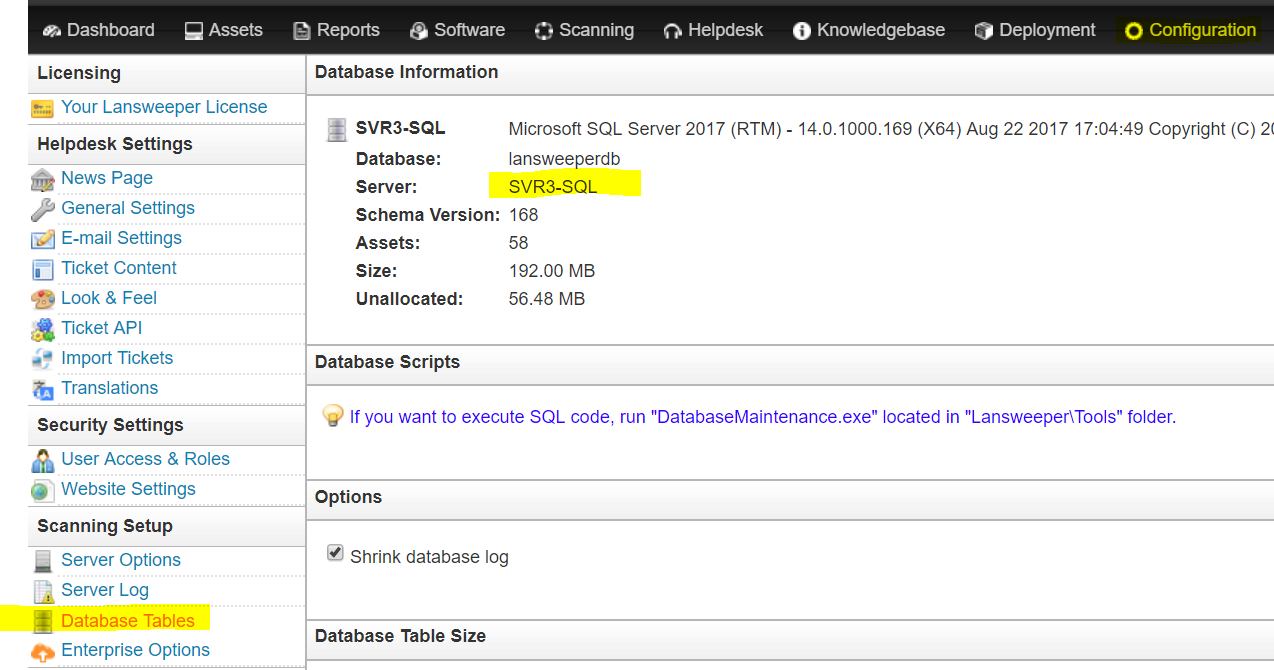 Dashboard Assets Reports Software Scanning Helpdesk Knowledgebase Deployment Configuration
Licensing
Your Lansweeper License
Helpdesk Settings
News Page
General Settings
E-mail Settings
Ticket Content
Look & Feel
Ticket API
Import Tickets
Translations
Security Settings
User Access & Roles
Website Settings
Scanning Setup
Server Options
Server Log
Database Tables
Enterprise Options
Database Information
SVR3-SQL Microsoft SQL Server 2017 (RTM) - 14.0.1000.169 (X64) Aug 22 2017 17:04:49 Copyright (C)
Database: lansweeperdb
Server: SVR3-SQL
Schema Version: 168
Assets: 58
Size: 192.00 MB
Unallocated: 56.48 MB
Database Scripts
If you want to execute SQL code, run "DatabaseMaintenance.exe" located in "Lansweeper\Tools" folder.
Options
Shrink database log
Database Table Size